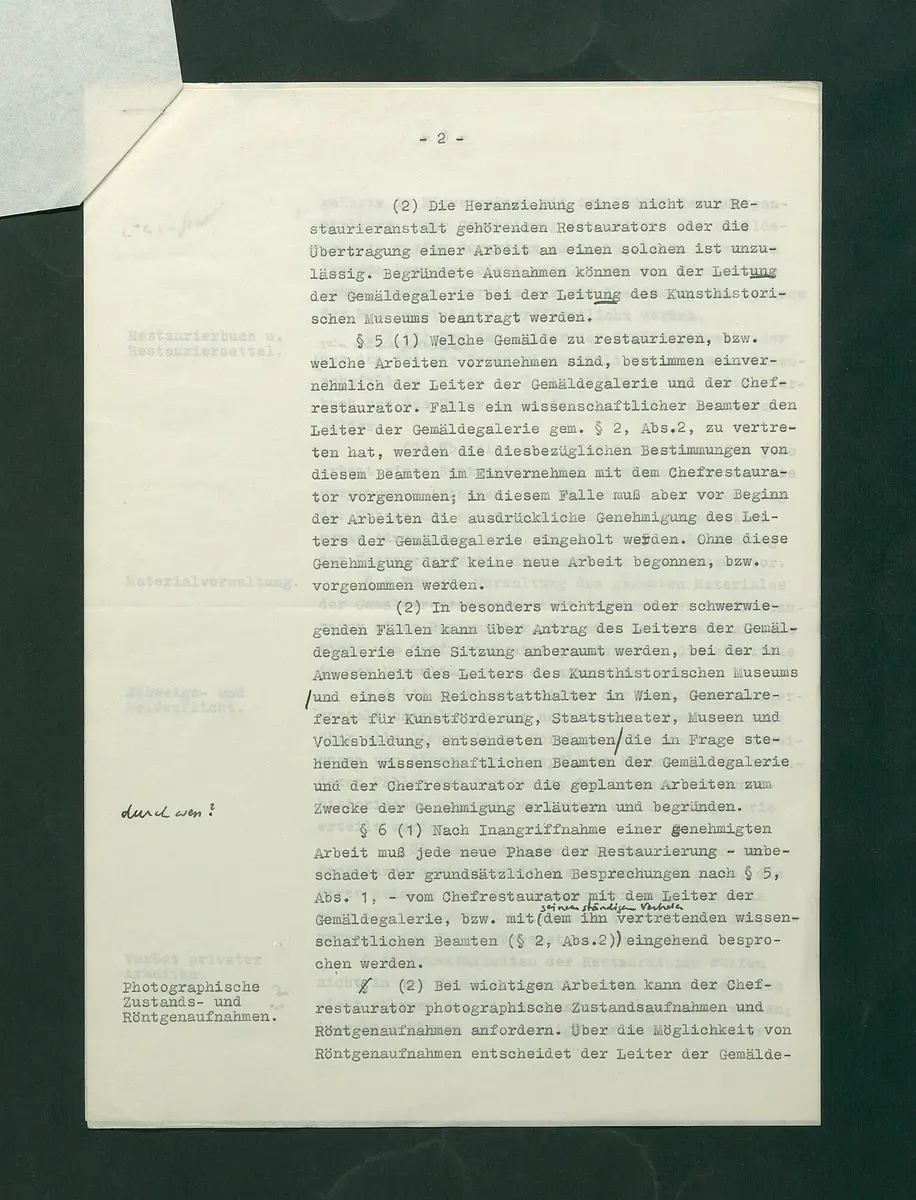 - 2 -
(2) Die Heranziehung eines nicht zur Re-
staurieranstalt gehörenden Restaurators oder die
Übertragung einer Arbeit an einen solchen ist unzu-
lässig. Begründete Ausnahmen können von der Leitung
der Gemäldegalerie bei der Leitung des Kunsthistori-
schen Museums beantragt werden.
Restaurierbuch u.
Restaurierzettel.
§ 5 (1) Welche Gemälde zu restaurieren, bzw.
welche Arbeiten vorzunehmen sind, bestimmen einver-
nehmlich der Leiter der Gemäldegalerie und der Chef-
restaurator. Falls ein wissenschaftlicher Beamter den
Leiter der Gemäldegalerie gem. § 2, Abs.2, zu vertre-
ten hat, werden die diesbezüglichen Bestimmungen von
diesem Beamten im Einvernehmen mit dem Chefrestaura-
tor vorgenommen; in diesem Falle muß aber vor Beginn
der Arbeiten die ausdrückliche Genehmigung des Lei-
ters der Gemäldegalerie eingeholt werden. Ohne diese
Genehmigung darf keine neue Arbeit begonnen, bzw.
vorgenommen werden.
Materialverwaltung.
(2) In besonders wichtigen oder schwerwie-
genden Fällen kann über Antrag des Leiters der Gemäl-
degalerie eine Sitzung anberaumt werden, bei der in
Anwesenheit des Leiters des Kunsthistorischen Museums
/und eines vom Reichsstatthalter in Wien, Generalre-
ferat für Kunstförderung, Staatstheater, Museen und
Volksbildung, entsendeten Beamten/die in Frage ste-
henden wissenschaftlichen Beamten der Gemäldegalerie
und der Chefrestaurator die geplanten Arbeiten zum
Zwecke der Genehmigung erläutern und begründen.
durch wen?
§ 6 (1) Nach Inangriffnahme einer genehmigten
Arbeit muß jede neue Phase der Restaurierung - unbe-
schadet der grundsätzlichen Besprechungen nach § 5,
Abs. 1, - vom Chefrestaurator mit dem Leiter der
seinem ständigen Vertreter
Gemäldegalerie, bzw. mit (dem ihn vertretenden wissen-
schaftlichen Beamten (§ 2, Abs.2)) eingehend bespro-
chen werden.
Verbot privater
Arbeiten.
Photographische
Zustands- und
Röntgenaufnahmen.
(2) Bei wichtigen Arbeiten kann der Chef-
restaurator photographische Zustandsaufnahmen und
Röntgenaufnahmen anfordern. Über die Möglichkeit von
Röntgenaufnahmen entscheidet der Leiter der Gemälde-